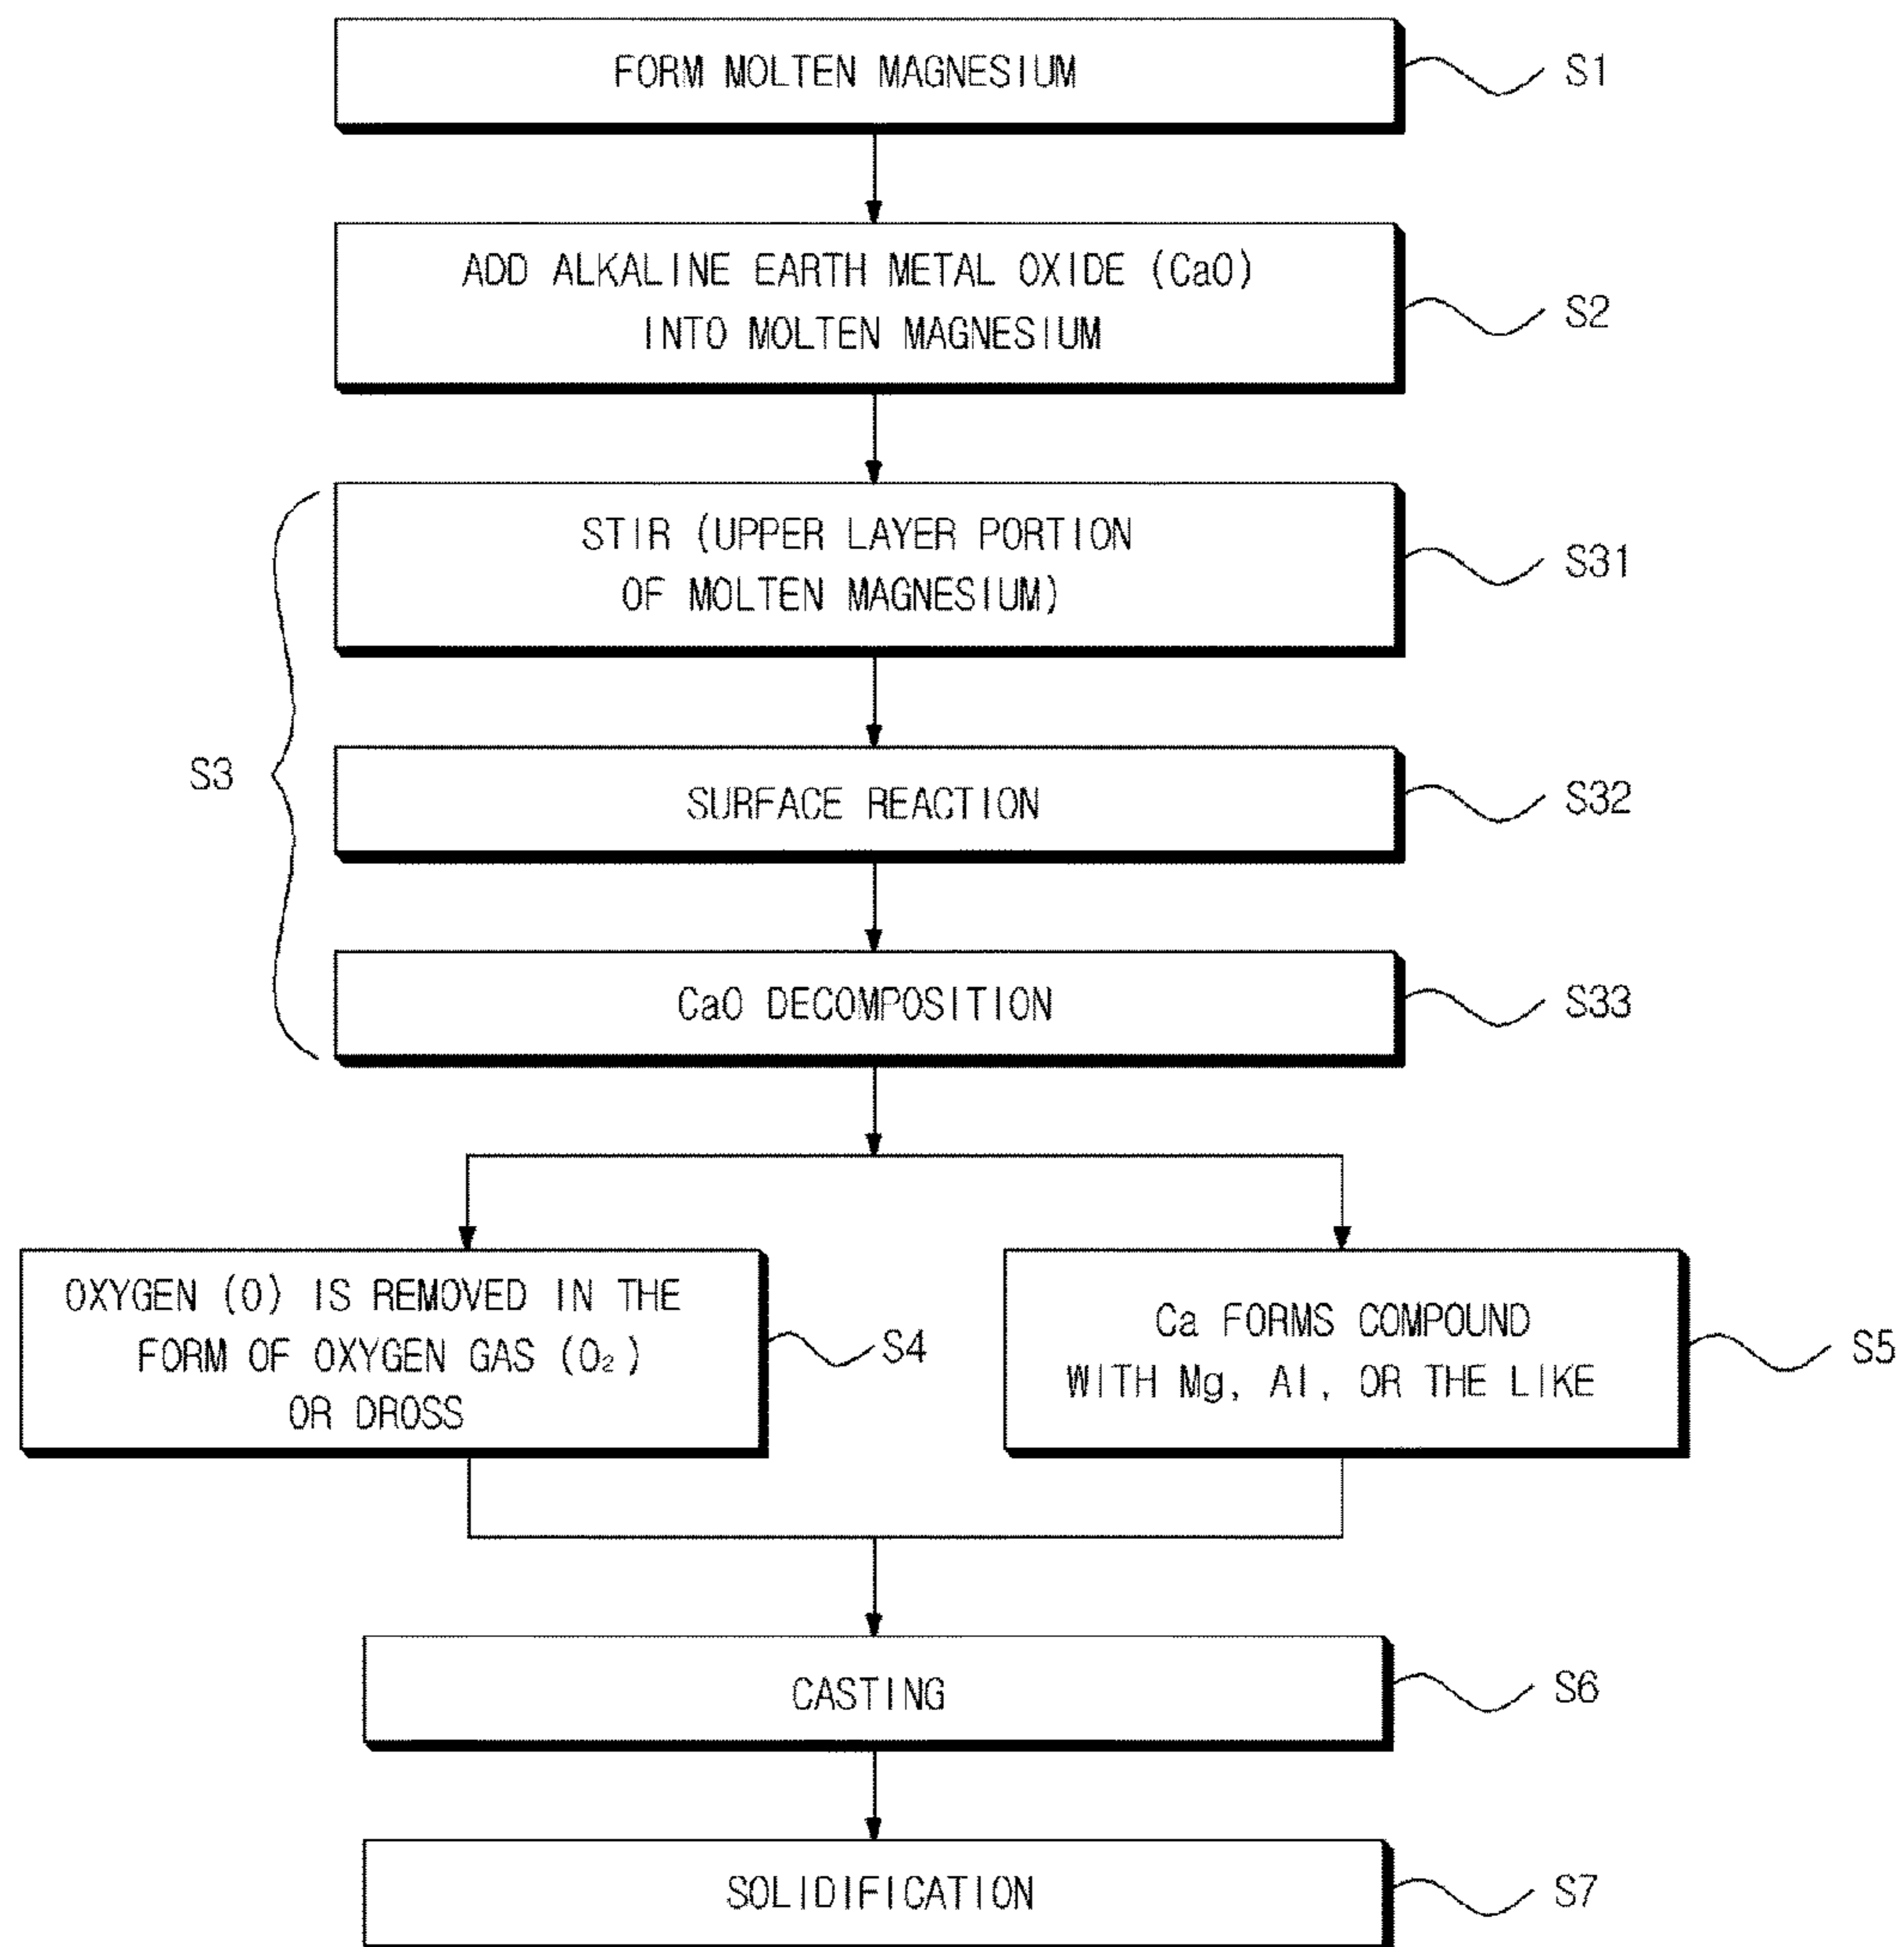 FORM MOLTEN MAGNESIUM
S1
ADD ALKALINE EARTH METAL OXIDE (CaO)
INTO MOLTEN MAGNESIUM
S2
STIR (UPPER LAYER PORTION
OF MOLTEN MAGNESIUM)
S31
S3
SURFACE REACTION
S32
CaO DECOMPOSITION
S33
OXYGEN (O) IS REMOVED IN THE
FORM OF OXYGEN GAS (O₂)
OR DROSS
S4
Ca FORMS COMPOUND
WITH Mg, Al, OR THE LIKE
S5
CASTING
S6
SOLIDIFICATION
S7